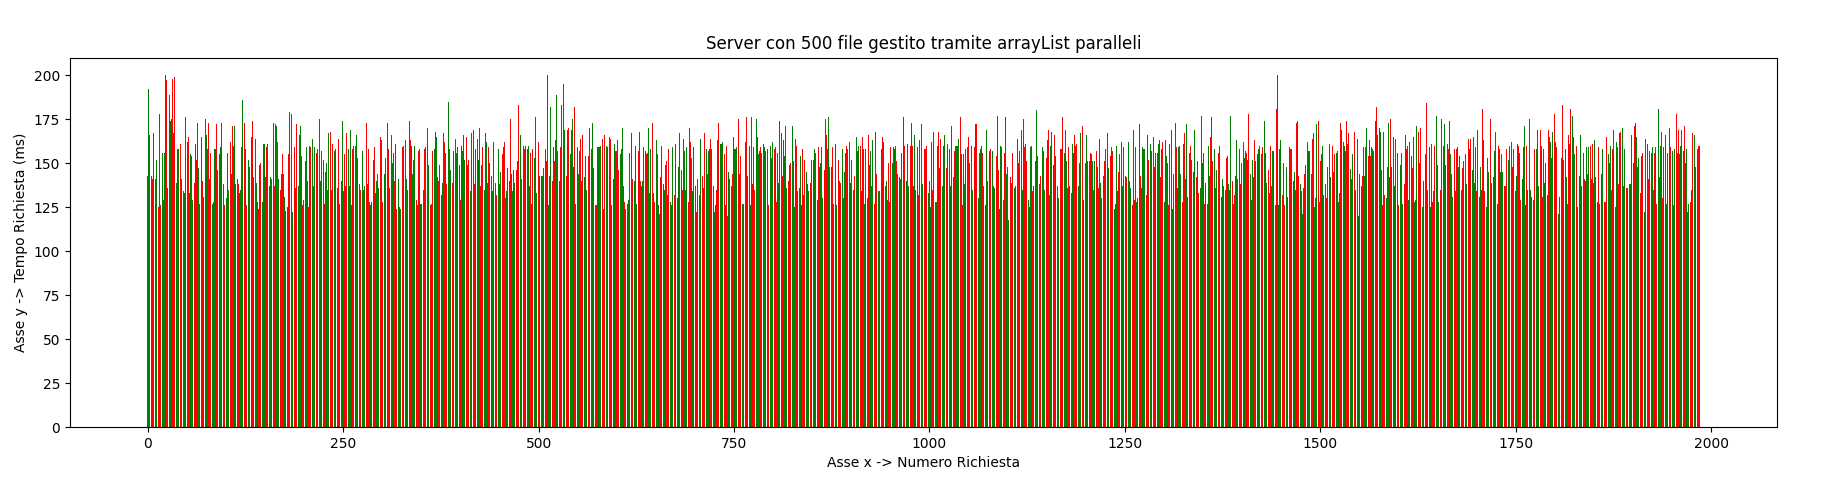 Server con 500 file gestito tramite arrayList paralleli
Asse y -> Tempo Richiesta (ms)
200
175
150
125
100
75
50
25
0
0 250 500 750 1000 1250 1500 1750 2000
Asse x -> Numero Richiesta